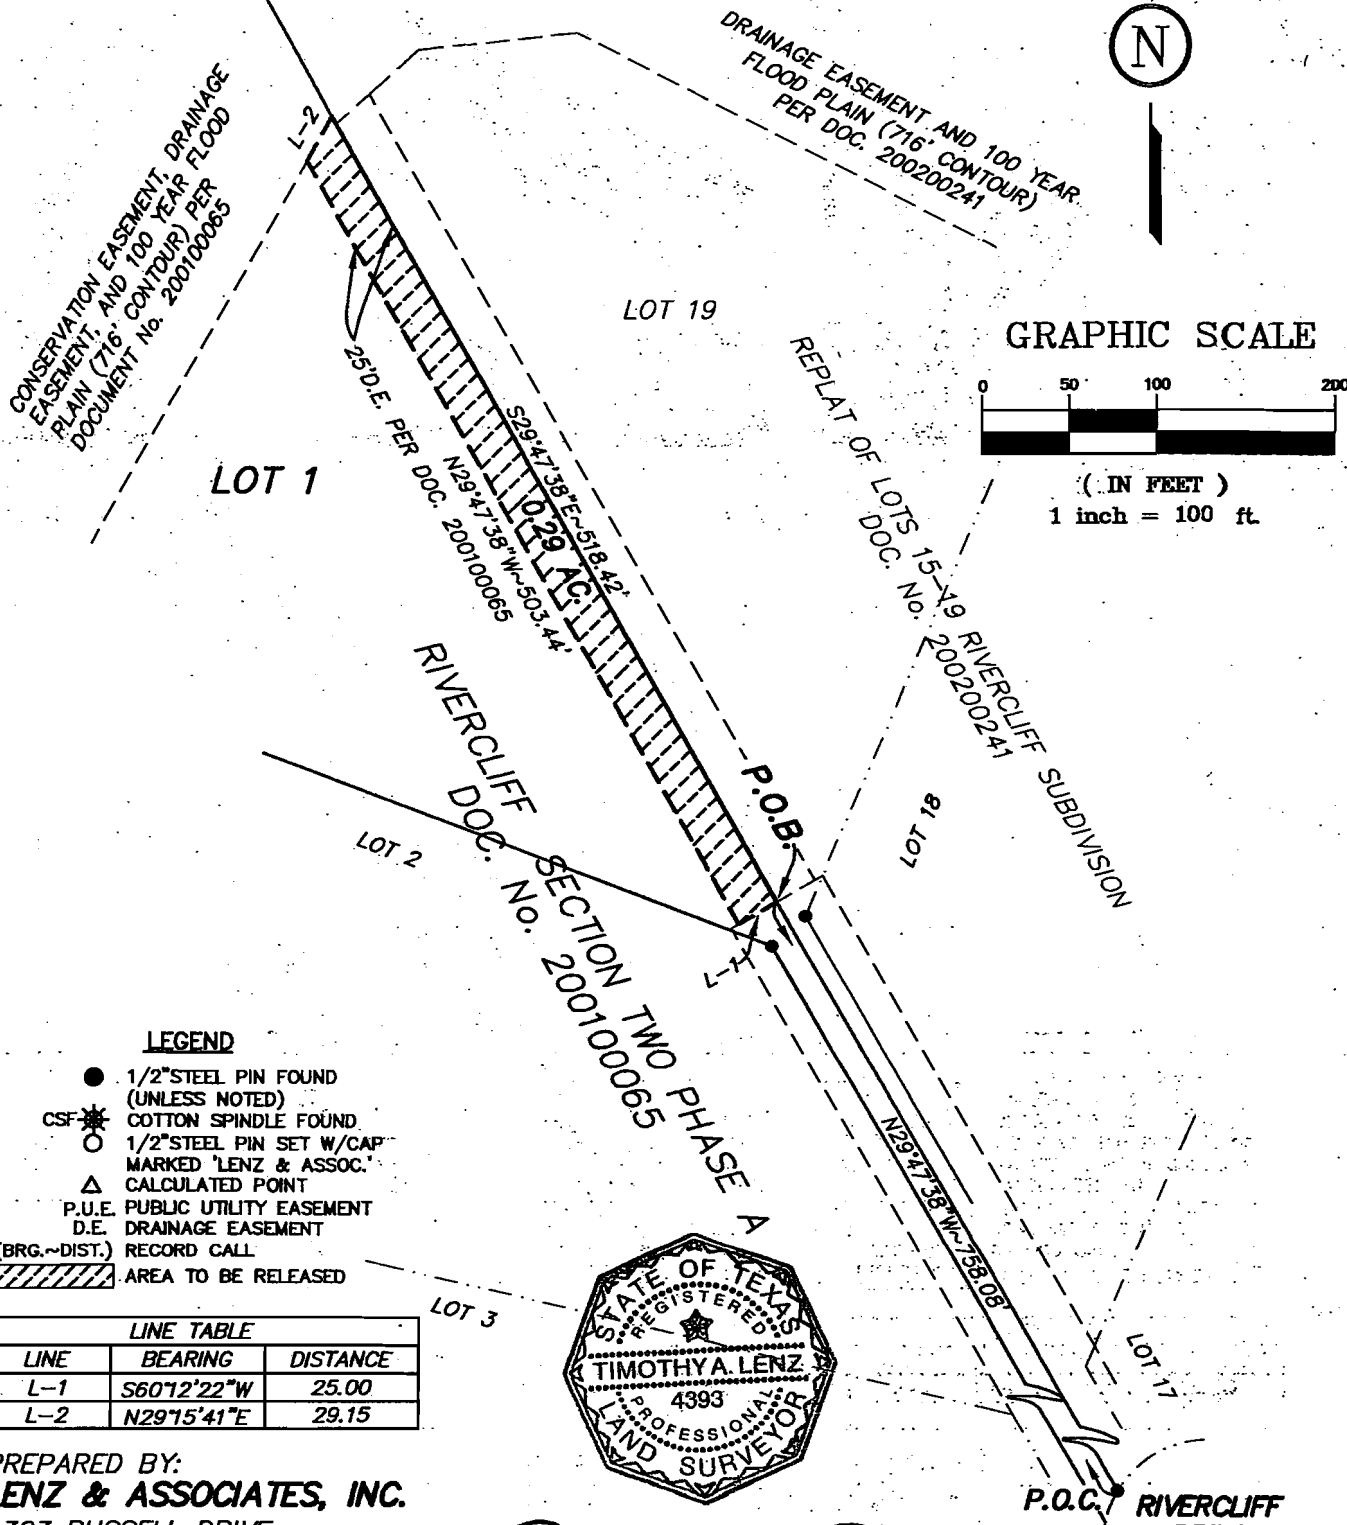 DRAINAGE EASEMENT AND 100 YEAR
FLOOD PLAIN (716' CONTOUR)
PER DOC. 200200241
N
CONSERVATION EASEMENT, DRAINAGE
EASEMENT, AND 100 YEAR FLOOD
PLAIN (716' CONTOUR) PER
DOCUMENT No. 200100065
L-2
LOT 19
GRAPHIC SCALE
0 50 100 200
( IN FEET )
1 inch = 100 ft.
REPLAT OF LOTS 15-19 RIVERCLIFF SUBDIVISION
DOC. No. 200200241
LOT 1
25'D.E. PER DOC. 200100065
S29°47'38"E~518.42'
0.29 AC.
N29°47'38"W~503.44'
RIVERCLIFF SECTION TWO PHASE A
DOC. No. 200100065
P.O.B.
LOT 18
LOT 2
L-1
N29°47'38"W~758.08'
LEGEND
1/2"STEEL PIN FOUND
(UNLESS NOTED)
CSF COTTON SPINDLE FOUND
1/2"STEEL PIN SET W/CAP
MARKED 'LENZ & ASSOC.'
CALCULATED POINT
P.U.E. PUBLIC UTILITY EASEMENT
D.E. DRAINAGE EASEMENT
(BRG.~DIST.) RECORD CALL
AREA TO BE RELEASED
LOT 3
LOT 17
LINE TABLE
LINE BEARING DISTANCE
L-1 S60°12'22"W 25.00
L-2 N29°15'41"E 29.15
STATE OF TEXAS
REGISTERED
TIMOTHY A. LENZ
4393
PROFESSIONAL
LAND SURVEYOR
PREPARED BY:
LENZ & ASSOCIATES, INC.
RUSSELL DRIVE
P.O.C.
RIVERCLIFF